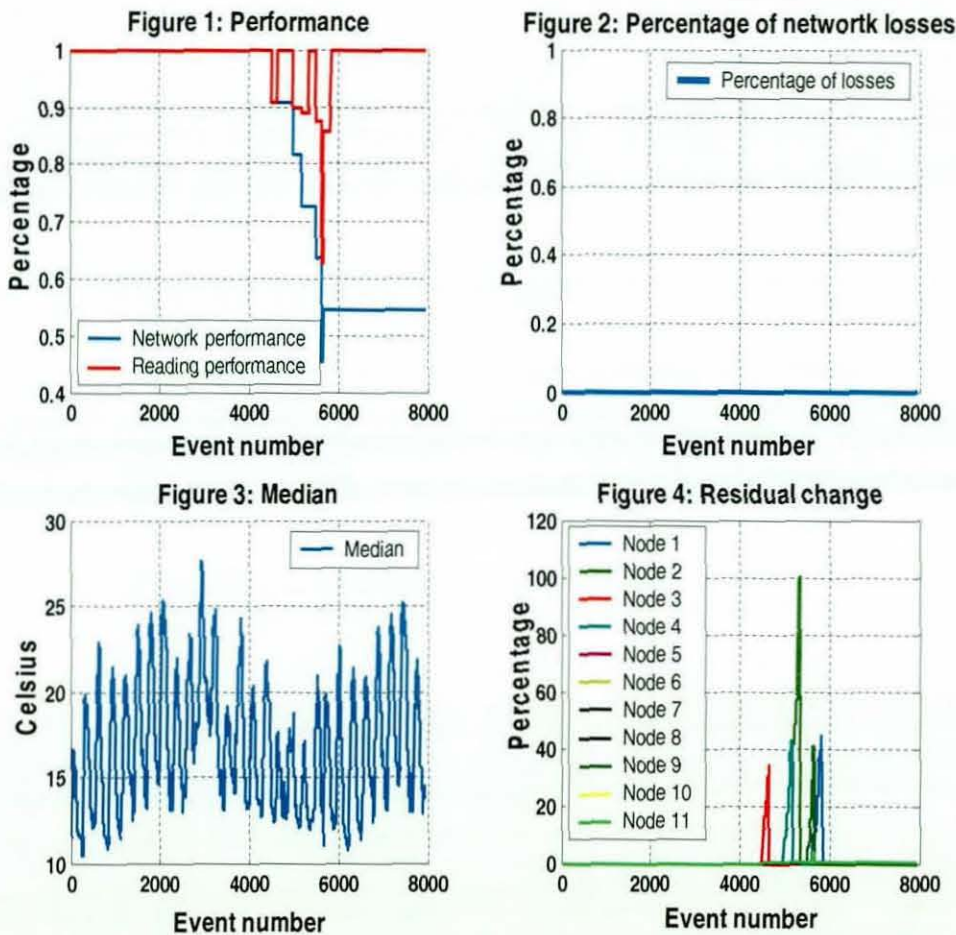 Figure 1: Performance
Percentage
1
0.9
0.8
0.7
0.6
0.5
0.4
Network performance
Reading performance
0
2000
4000
6000
8000
Event number
Figure 2: Percentage of networtk losses
Percentage
1
0.8
0.6
0.4
0.2
0
Percentage of losses
0
2000
4000
6000
8000
Event number
Figure 3: Median
Celsius
30
25
20
15
10
Median
0
2000
4000
6000
8000
Event number
Figure 4: Residual change
Percentage
120
100
80
60
40
20
0
Node 1
Node 2
Node 3
Node 4
Node 5
Node 6
Node 7
Node 8
Node 9
Node 10
Node 11
0
2000
4000
6000
8000
Event number